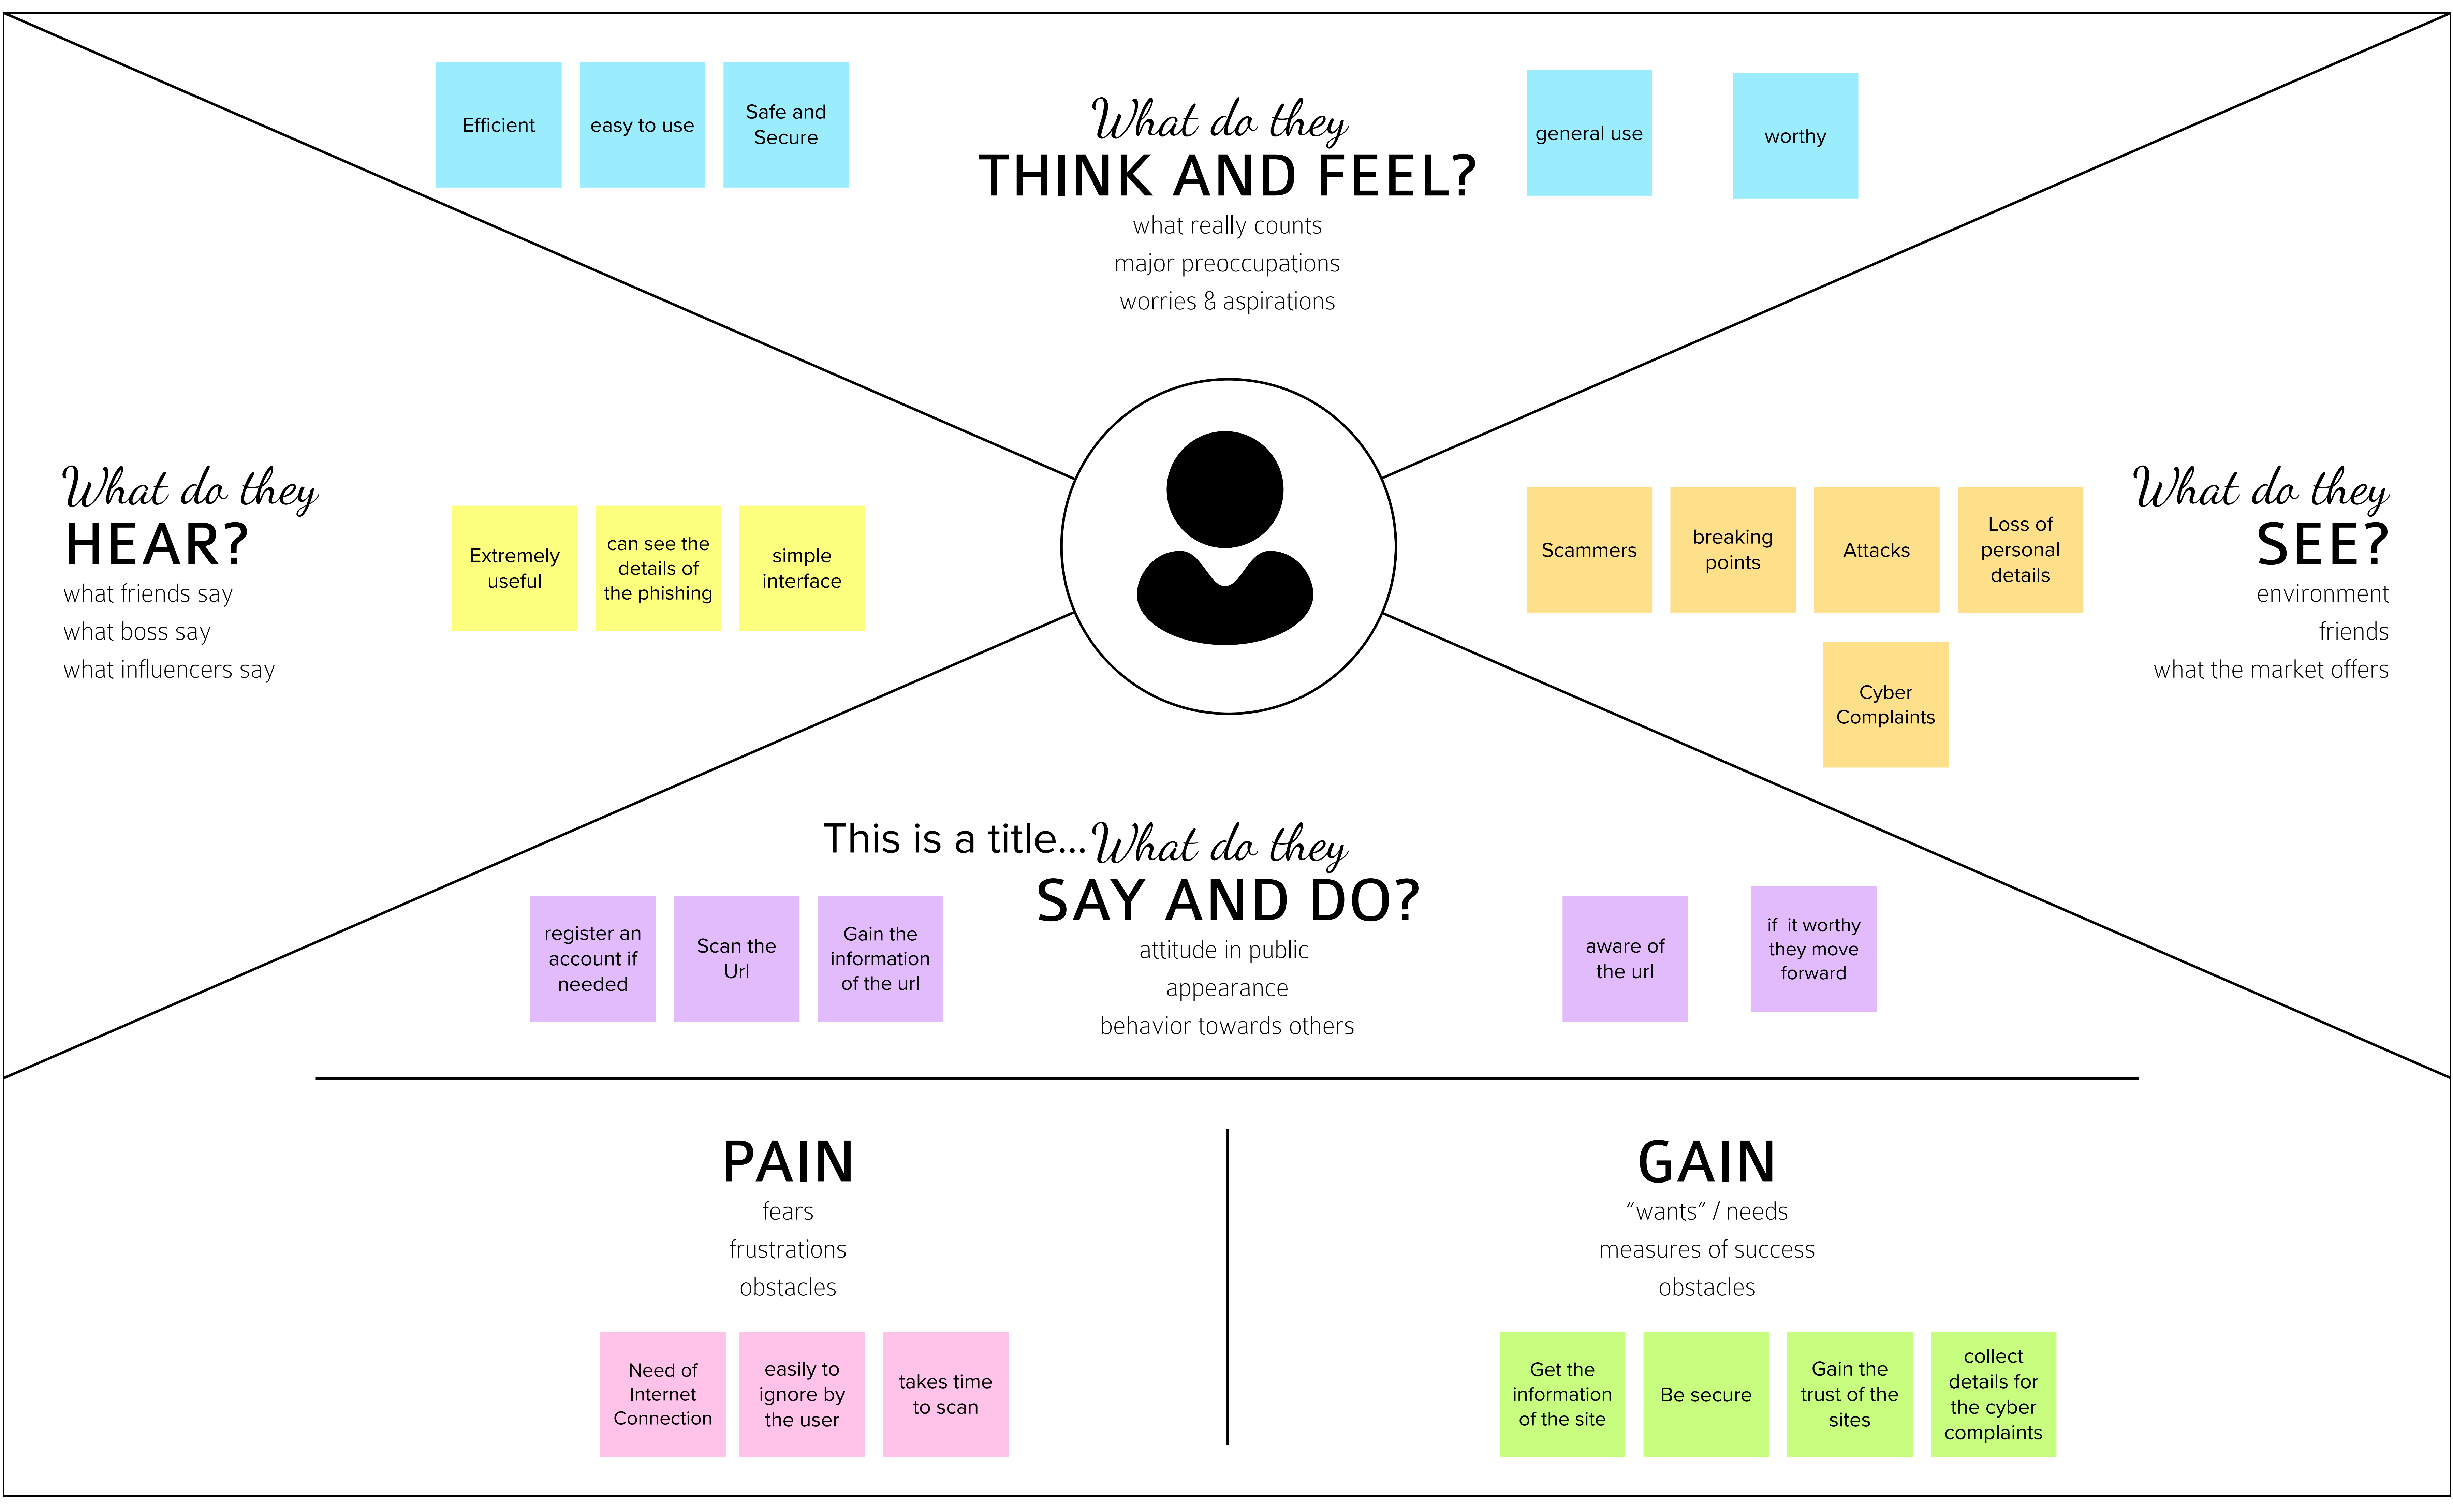 Efficient
easy to use
Safe and
Secure
What do they
THINK AND FEEL?
what really counts
major preoccupations
worries & aspirations
general use
worthy
What do they
HEAR?
what friends say
what boss say
what influencers say
Extremely
useful
can see the
details of
the phishing
simple
interface
Scammers
breaking
points
Attacks
Loss of
personal
details
Cyber
Complaints
What do they
SEE?
environment
friends
what the market offers
This is a title...
What do they
SAY AND DO?
attitude in public
appearance
behavior towards others
register an
account if
needed
Scan the
Url
Gain the
information
of the url
aware of
the url
if  it worthy
they move
forward
PAIN
fears
frustrations
obstacles
Need of
Internet
Connection
easily to
ignore by
the user
takes time
to scan
GAIN
“wants” / needs
measures of success
obstacles
Get the
information
of the site
Be secure
Gain the
trust of the
sites
collect
details for
the cyber
complaints